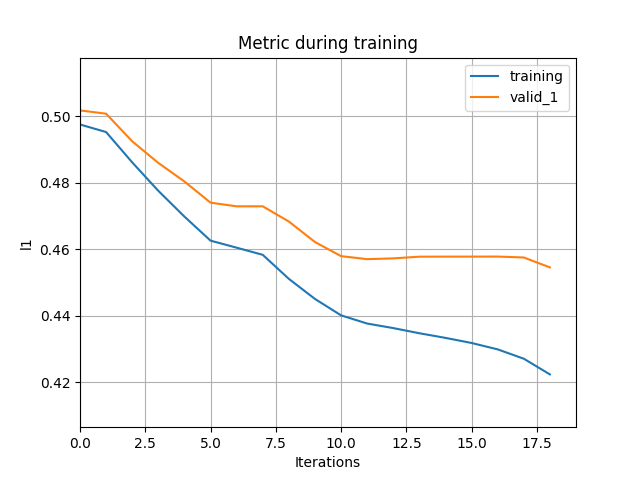 Metric during training
training
valid_1
0.50
0.48
0.46
0.44
0.42
l1
0.0 2.5 5.0 7.5 10.0 12.5 15.0 17.5
Iterations